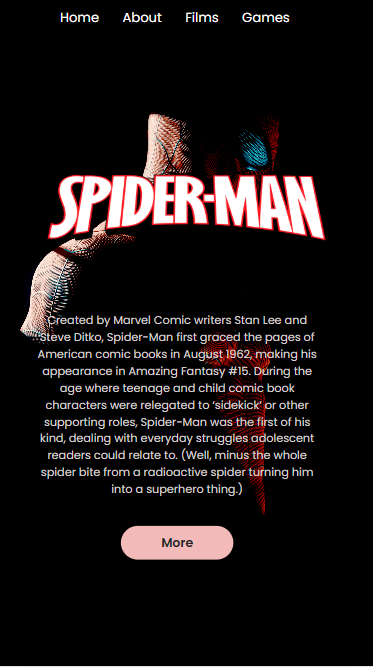 Home About Films Games
SPIDER-MAN
Created by Marvel Comic writers Stan Lee and
Steve Ditko, Spider-Man first graced the pages of
American comic books in August 1962, making his
appearance in Amazing Fantasy #15. During the
age where teenage and child comic book
characters were relegated to ‘sidekick’ or other
supporting roles, Spider-Man was the first of his
kind, dealing with everyday struggles adolescent
readers could relate to. (Well, minus the whole
spider bite from a radioactive spider turning him
into a superhero thing.)
More